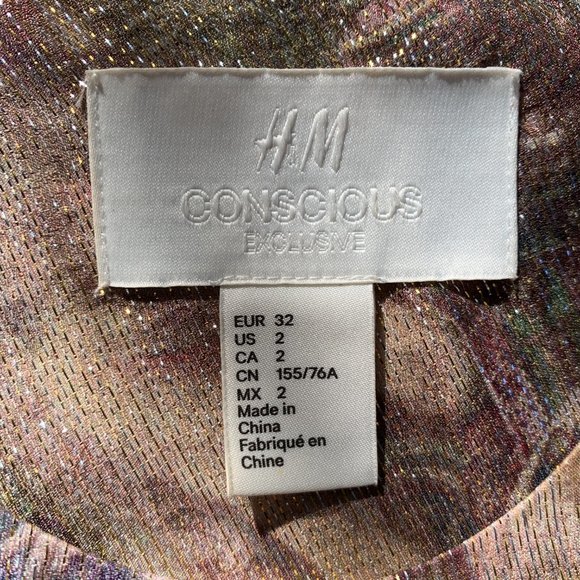 H&M
CONSCIOUS
EXCLUSIVE
EUR 32
US 2
CA 2
CN 155/76A
MX 2
Made in
China
Fabriqué en
Chine